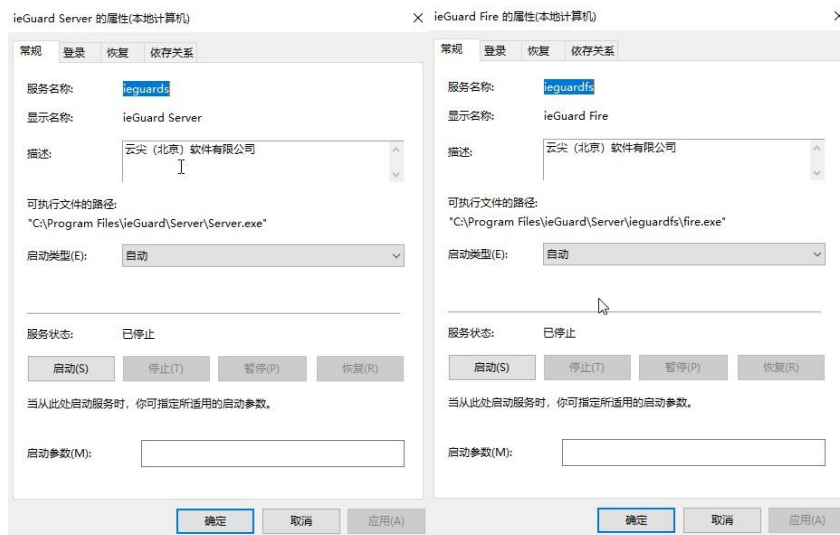 ieGuard Server 的属性(本地计算机)
常规 登录 恢复 依存关系
服务名称: ieguards
显示名称: ieGuard Server
描述: 云尖（北京）软件有限公司
可执行文件的路径:
"C:\Program Files\ieGuard\Server\Server.exe"
启动类型(E): 自动
服务状态: 已停止
启动(S) 停止(T) 暂停(P) 恢复(R)
当从此处启动服务时，你可指定所适用的启动参数。
启动参数(M):
确定 取消 应用(A)
ieGuard Fire 的属性(本地计算机)
常规 登录 恢复 依存关系
服务名称: ieguardfs
显示名称: ieGuard Fire
描述: 云尖（北京）软件有限公司
可执行文件的路径:
"C:\Program Files\ieGuard\Server\ieguardfs\fire.exe"
启动类型(E): 自动
服务状态: 已停止
启动(S) 停止(T) 暂停(P) 恢复(R)
当从此处启动服务时，你可指定所适用的启动参数。
启动参数(M):
确定 取消 应用(A)